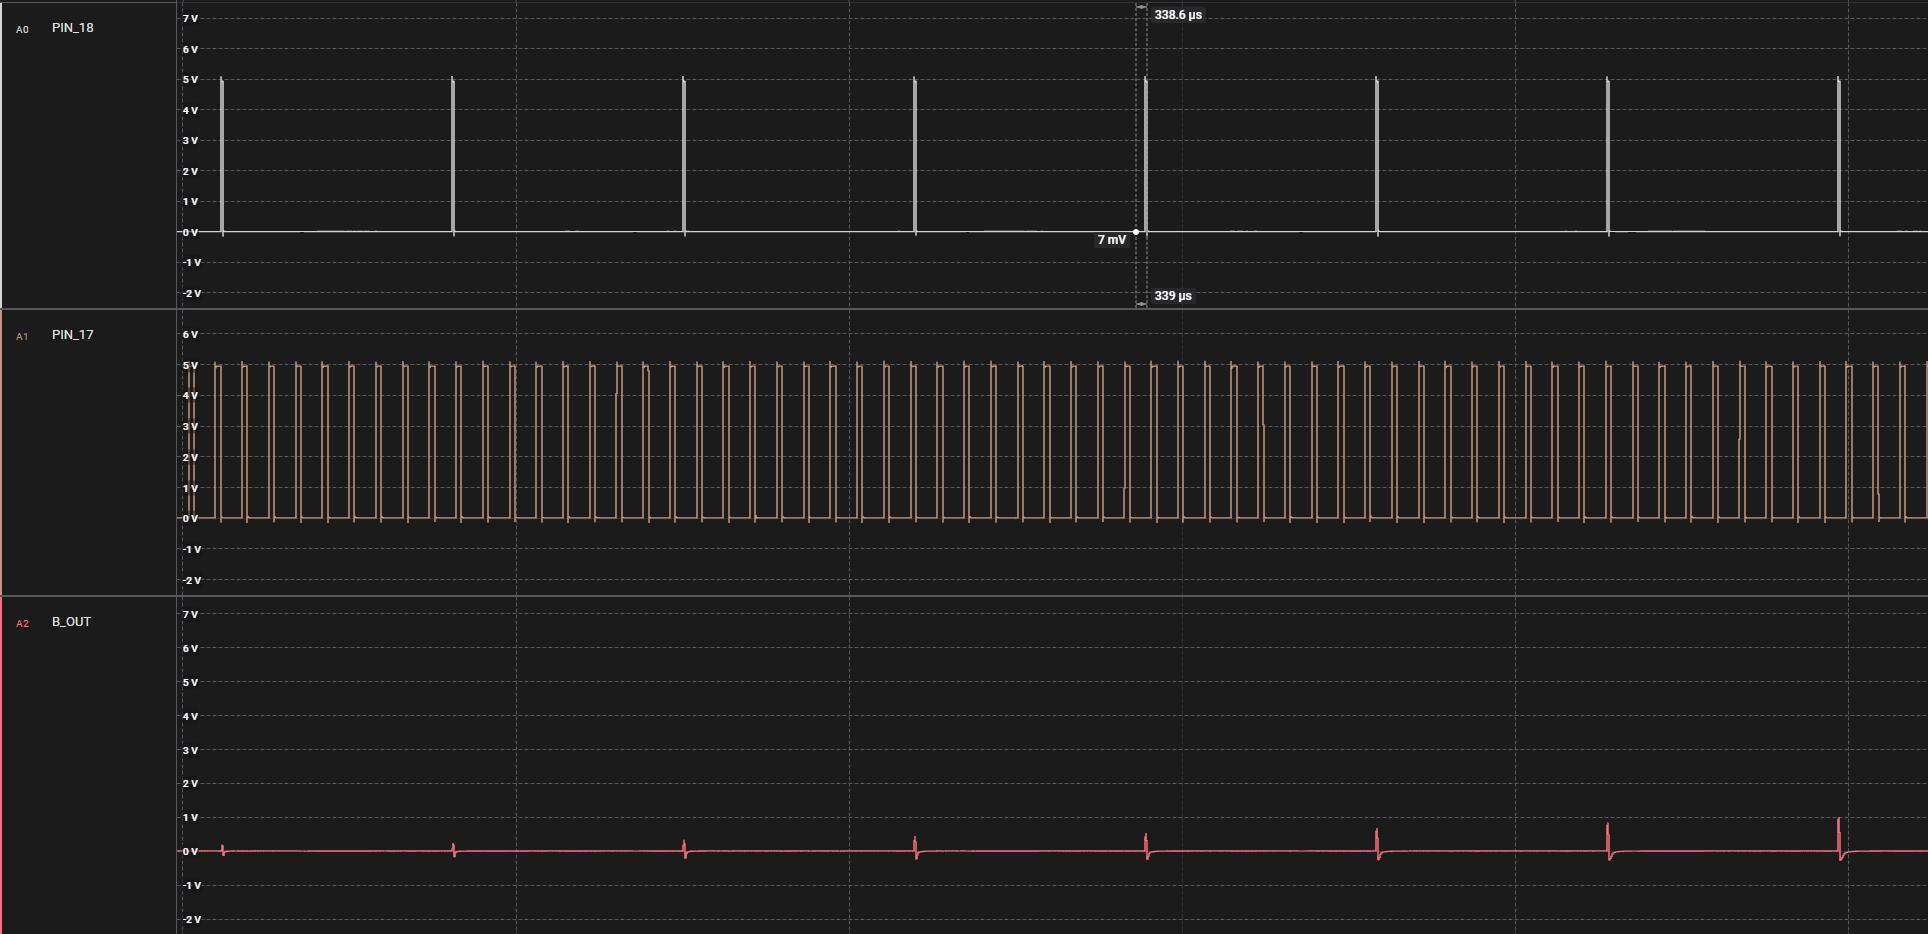 338.6 µs
A0 PIN_18
7 V
6 V
5 V
4 V
3 V
2 V
1 V
0 V
7 mV
-1 V
-2 V
339 µs
A1 PIN_17
6 V
5 V
4 V
3 V
2 V
1 V
0 V
-1 V
-2 V
A2 B_OUT
7 V
6 V
5 V
4 V
3 V
2 V
1 V
0 V
-1 V
-2 V